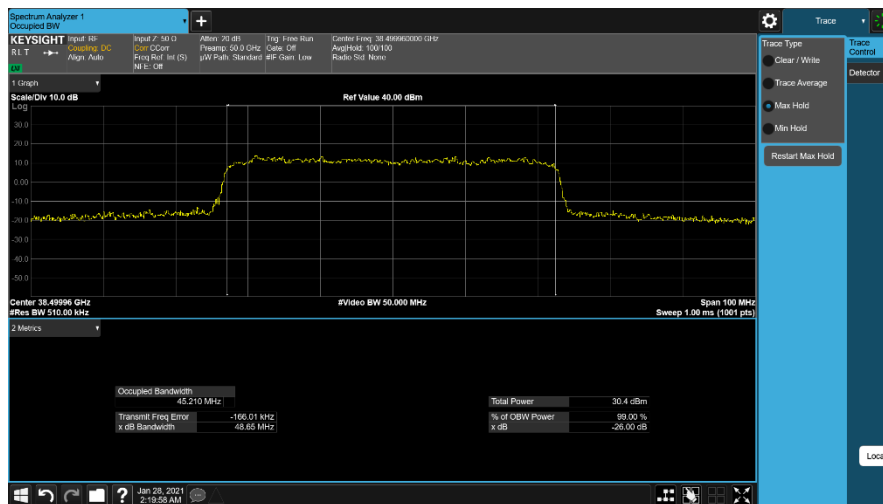 Spectrum Analyzer 1
Occupied BW
+
Trace
KEYSIGHT
R L T
Input: RF
Coupling: DC
Align: Auto
Input Z: 50 Ω
Corr CCorr
Freq Ref: Int (S)
NFE: Off
Atten: 20 dB
Preamp: 50.0 GHz
µW Path: Standard
Trig: Free Run
Gate: Off
#IF Gain: Low
Center Freq: 38.499960000 GHz
Avg|Hold: 100/100
Radio Std: None
Trace Type
Clear / Write
Trace Average
Max Hold
Min Hold
Restart Max Hold
Trace
Control
Detector
1 Graph
Scale/Div 10.0 dB
Ref Value 40.00 dBm
Log
30.0
20.0
10.0
0.00
-10.0
-20.0
-30.0
-40.0
-50.0
Center 38.49996 GHz
#Video BW 50.000 MHz
Span 100 MHz
#Res BW 510.00 kHz
Sweep 1.00 ms (1001 pts)
2 Metrics
Occupied Bandwidth
45.210 MHz
Total Power 30.4 dBm
Transmit Freq Error -166.01 kHz
% of OBW Power 99.00 %
x dB Bandwidth 48.65 MHz
x dB -26.00 dB
Loca
?
Jan 28, 2021
2:19:58 AM